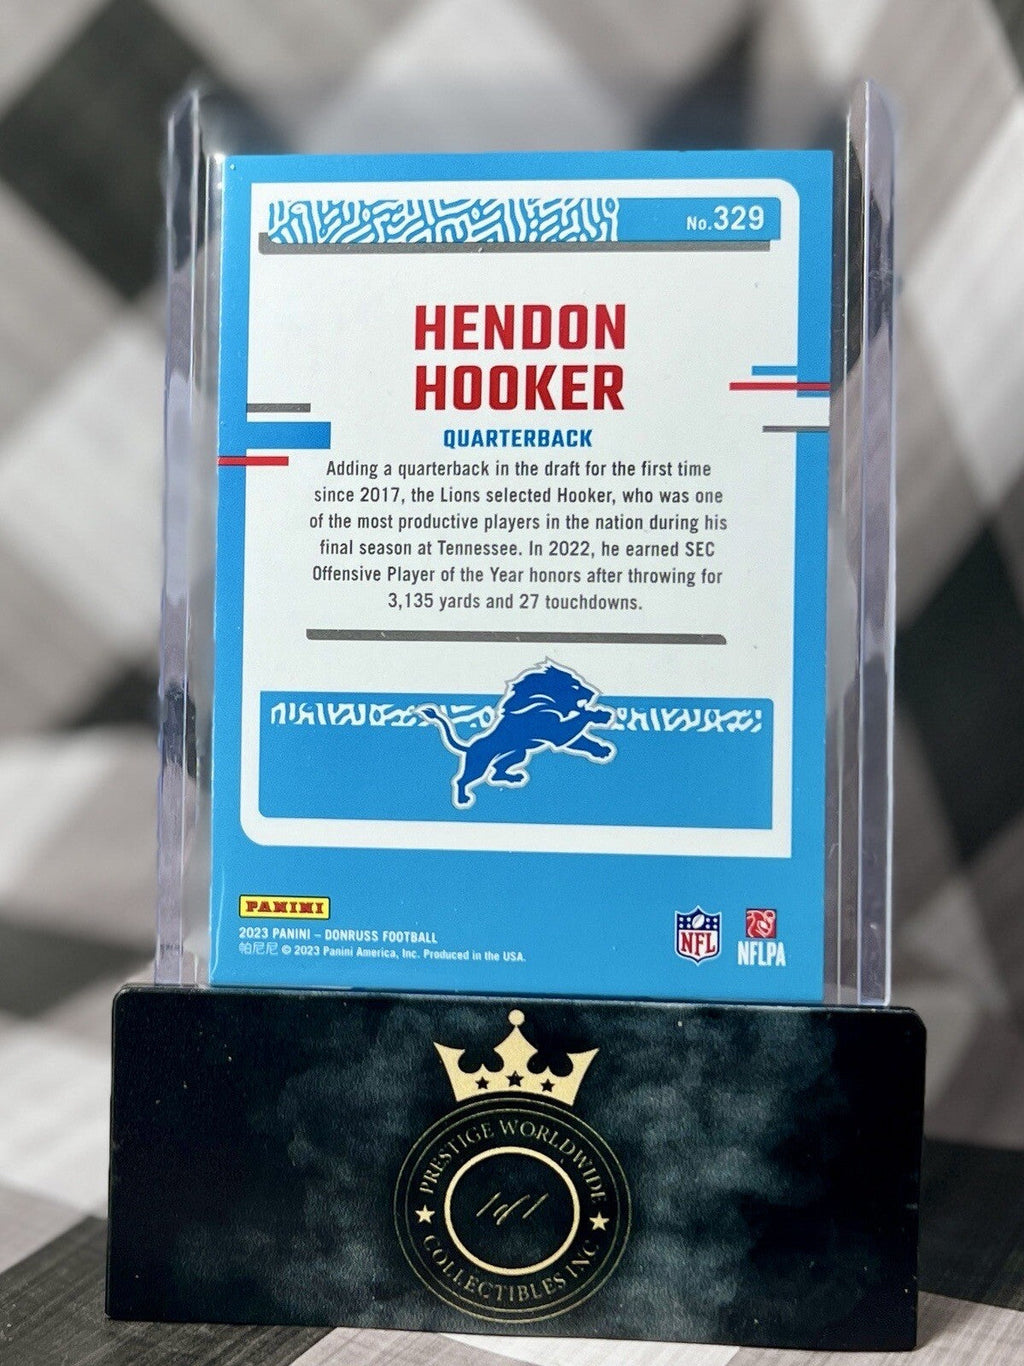 No.329
HENDON
HOOKER
QUARTERBACK
Adding a quarterback in the draft for the first time
since 2017, the Lions selected Hooker, who was one
of the most productive players in the nation during his
final season at Tennessee. In 2022, he earned SEC
Offensive Player of the Year honors after throwing for
3,135 yards and 27 touchdowns.
PANINI
2023 PANINI – DONRUSS FOOTBALL
帕尼尼 © 2023 Panini America, Inc. Produced in the USA.
NFL
NFLPA
PRESTIGE WORLDWIDE
1of1
COLLECTIBLES INC.